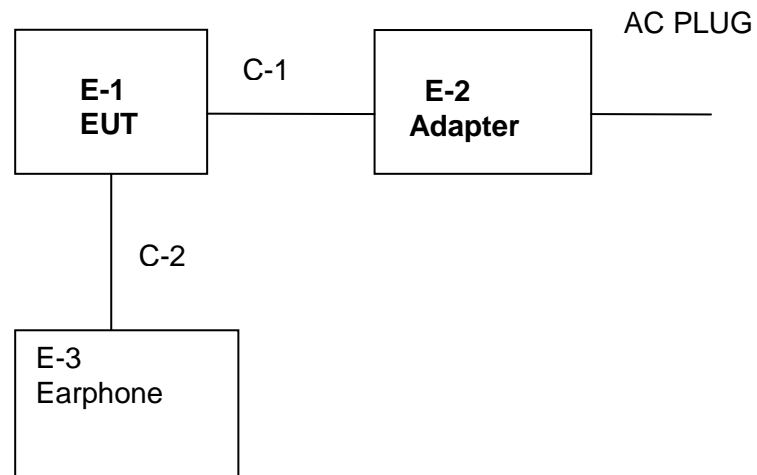 AC PLUG
C-1
E-1
EUT
E-2
Adapter
C-2
E-3
Earphone